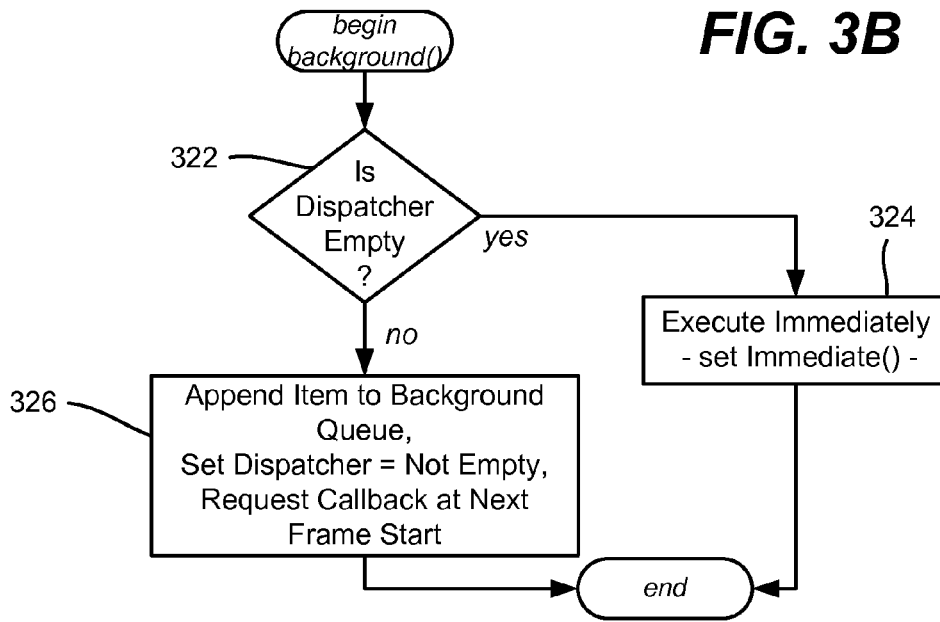 begin
background()
FIG. 3B
322
Is
Dispatcher
Empty
?
yes
no
324
Execute Immediately
- set Immediate() -
326
Append Item to Background
Queue,
Set Dispatcher = Not Empty,
Request Callback at Next
Frame Start
end